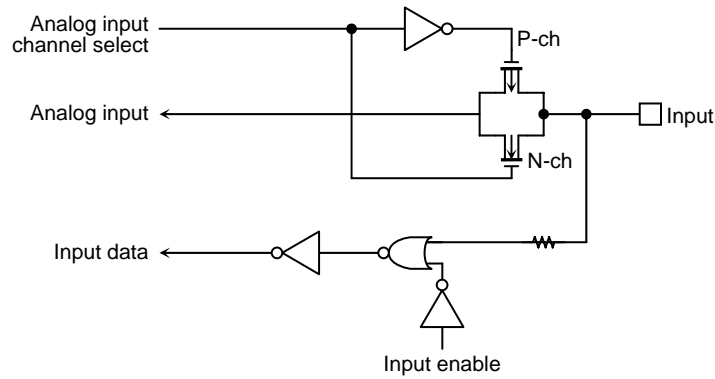 Analog input
channel select
P-ch
Analog input
Input
N-ch
Input data
Input enable